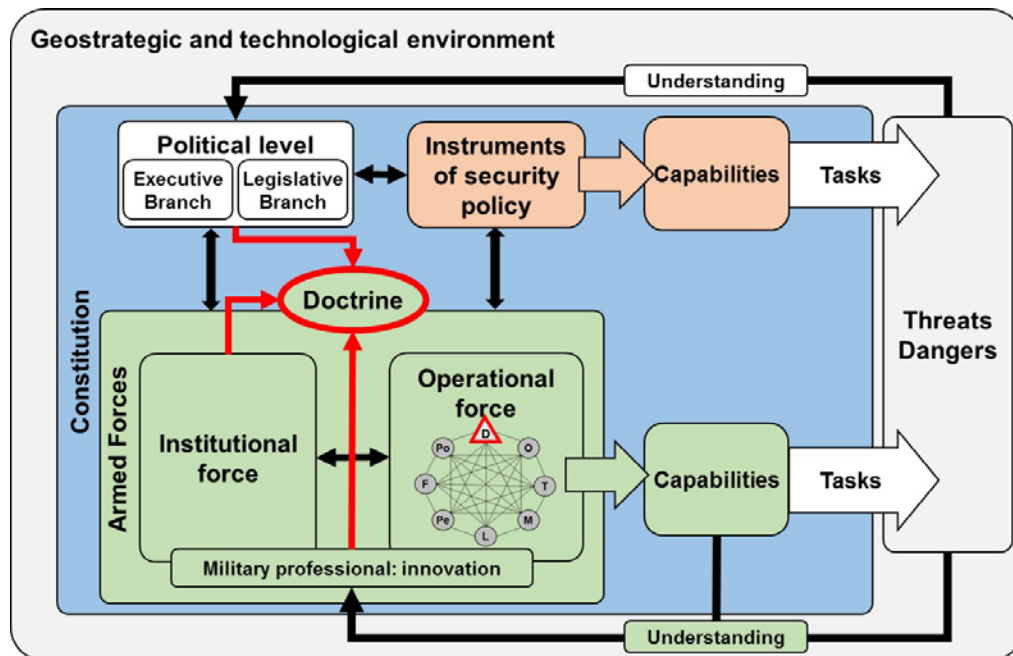 Geostrategic and technological environment
Understanding
Political level
Executive
Branch
Legislative
Branch
Instruments
of security
policy
Capabilities
Tasks
Doctrine
Constitution
Armed Forces
Institutional
force
Operational
force
D
O
T
M
L
Pe
F
Po
Capabilities
Tasks
Threats
Dangers
Military professional: innovation
Understanding